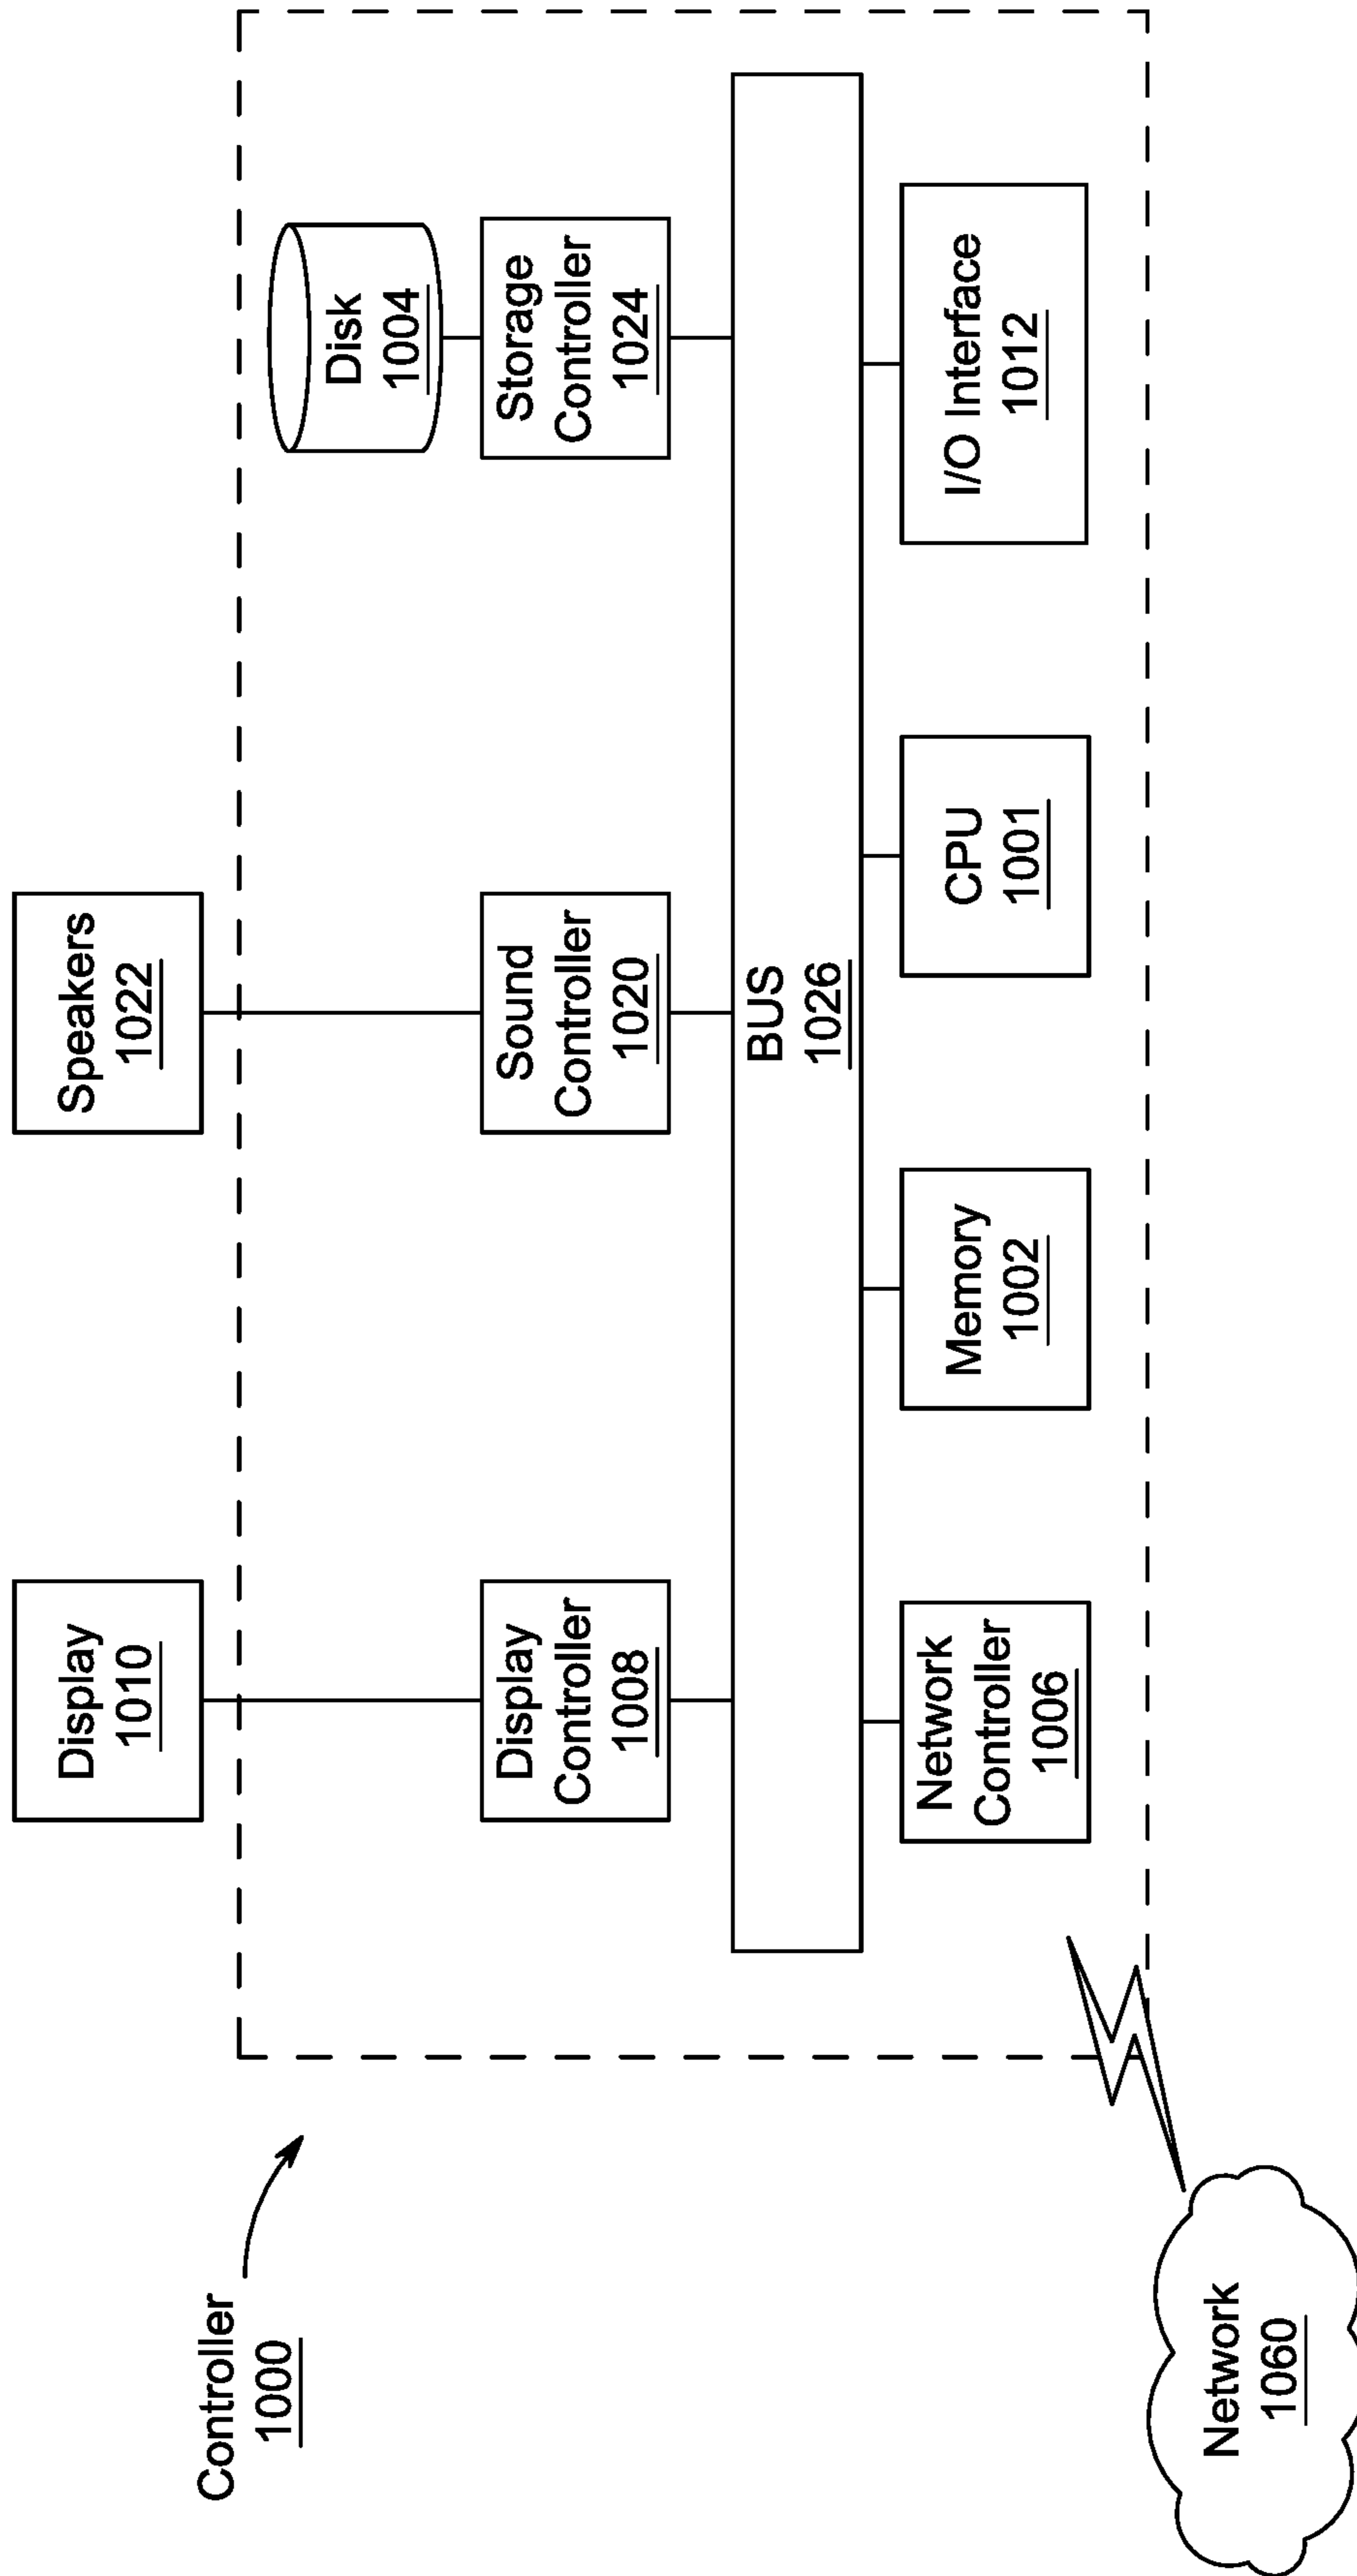 Controller
1000
Display
1010
Speakers
1022
Disk
1004
Display
Controller
1008
Sound
Controller
1020
Storage
Controller
1024
BUS
1026
Network
Controller
1006
Memory
1002
CPU
1001
I/O Interface
1012
Network
1060